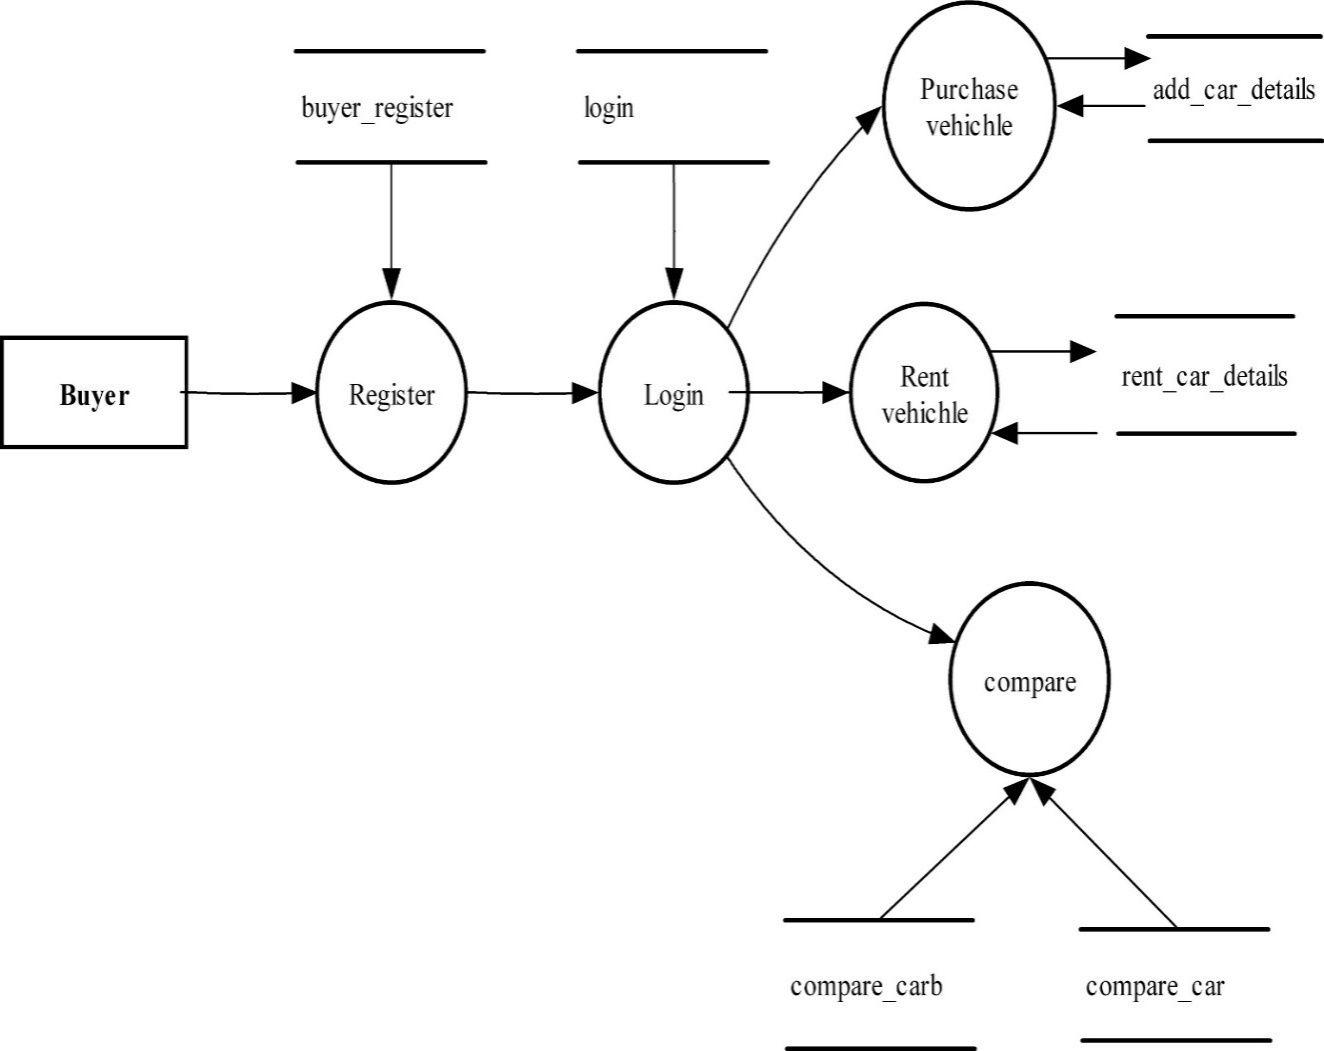 buyer_register
login
Purchase
vehichle
add_car_details
Buyer
Register
Login
Rent
vehichle
rent_car_details
compare
compare_carb
compare_car